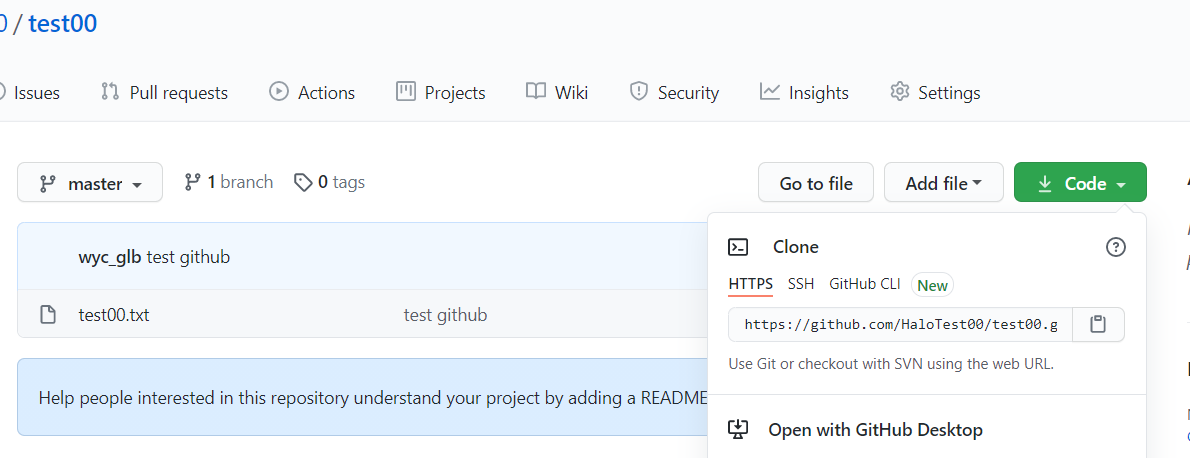 / test00
Issues Pull requests Actions Projects Wiki Security Insights Settings
master 1 branch 0 tags Go to file Add file Code
wyc_glb test github
test00.txt test github
Help people interested in this repository understand your project by adding a README
Clone
HTTPS SSH GitHub CLI New
https://github.com/HaloTest00/test00.g
Use Git or checkout with SVN using the web URL.
Open with GitHub Desktop